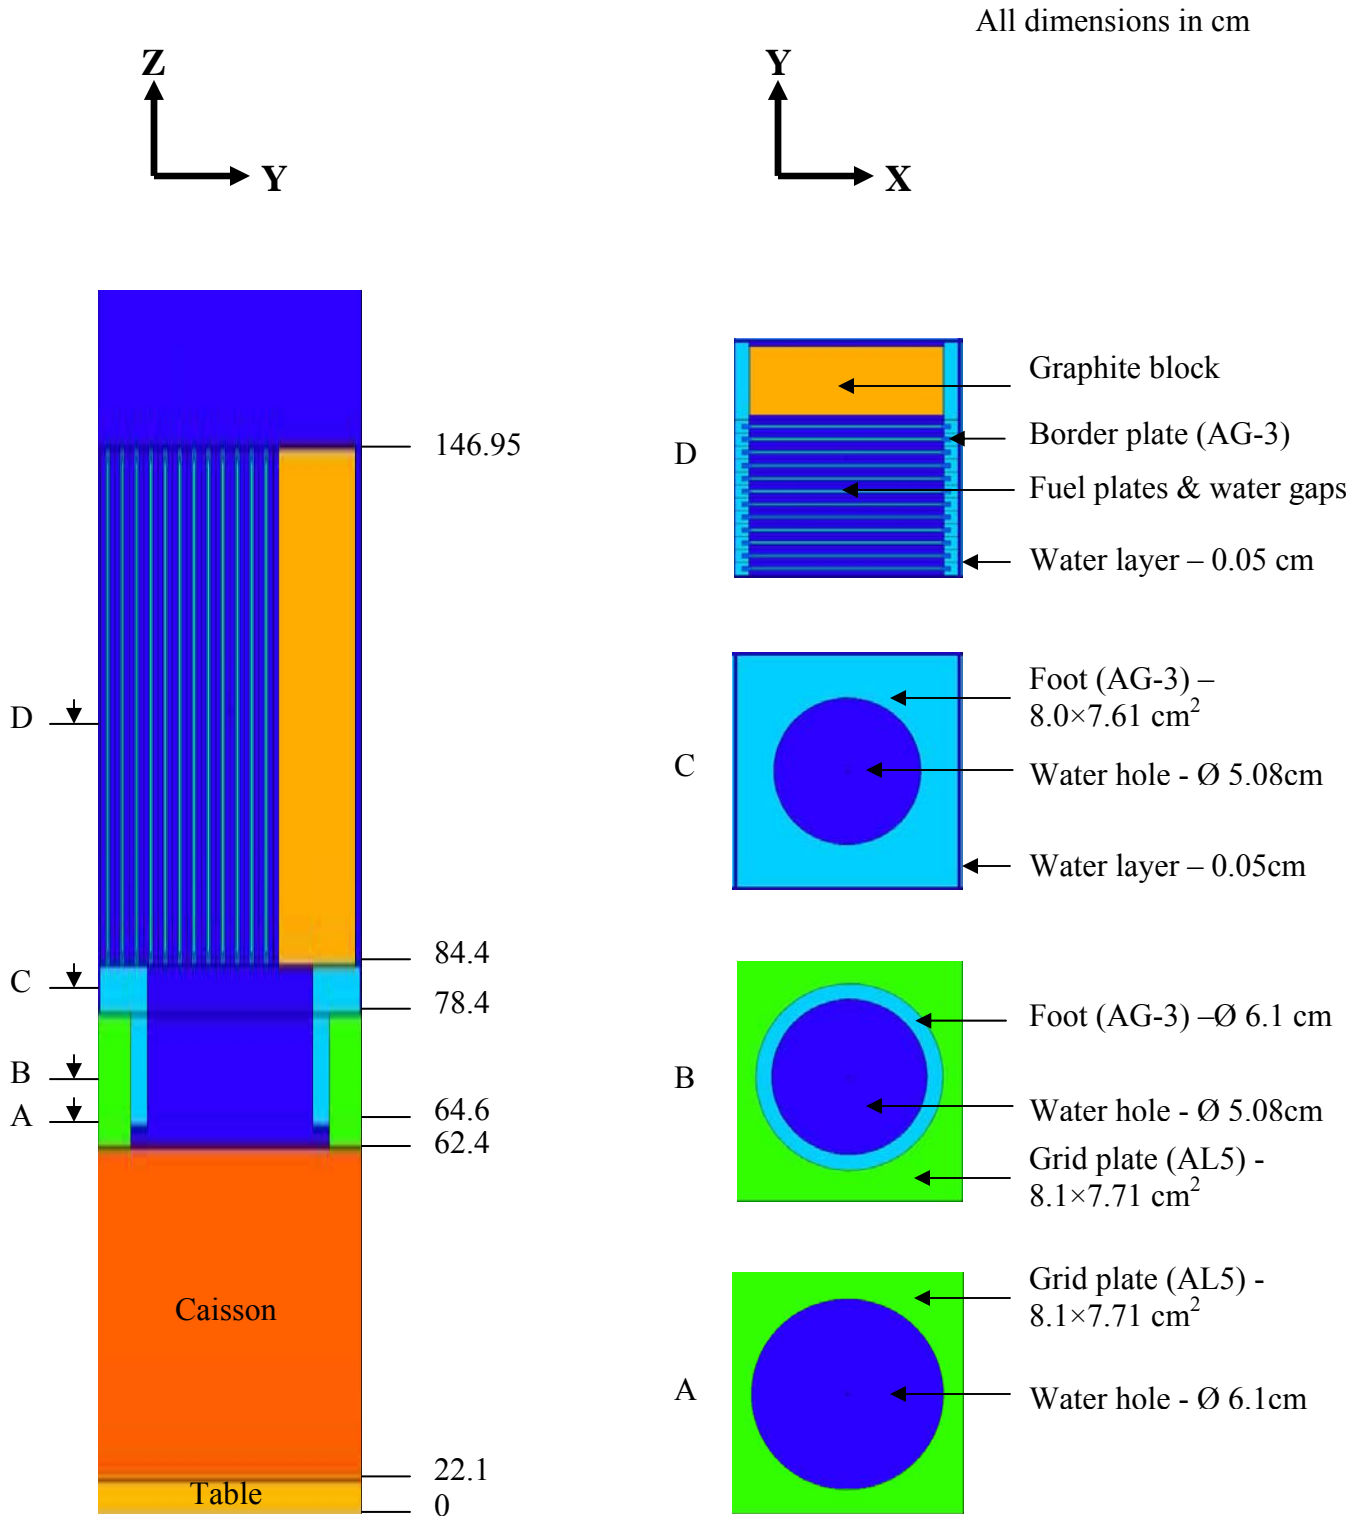 All dimensions in cm
Z
Y
Y
X
146.95
84.4
78.4
64.6
62.4
22.1
0
D
C
B
A
Caisson
Table
D
Graphite block
Border plate (AG-3)
Fuel plates & water gaps
Water layer – 0.05 cm
C
Foot (AG-3) –
8.0×7.61 cm²
Water hole - Ø 5.08cm
Water layer – 0.05cm
B
Foot (AG-3) –Ø 6.1 cm
Water hole - Ø 5.08cm
Grid plate (AL5) -
8.1×7.71 cm²
A
Grid plate (AL5) -
8.1×7.71 cm²
Water hole - Ø 6.1cm